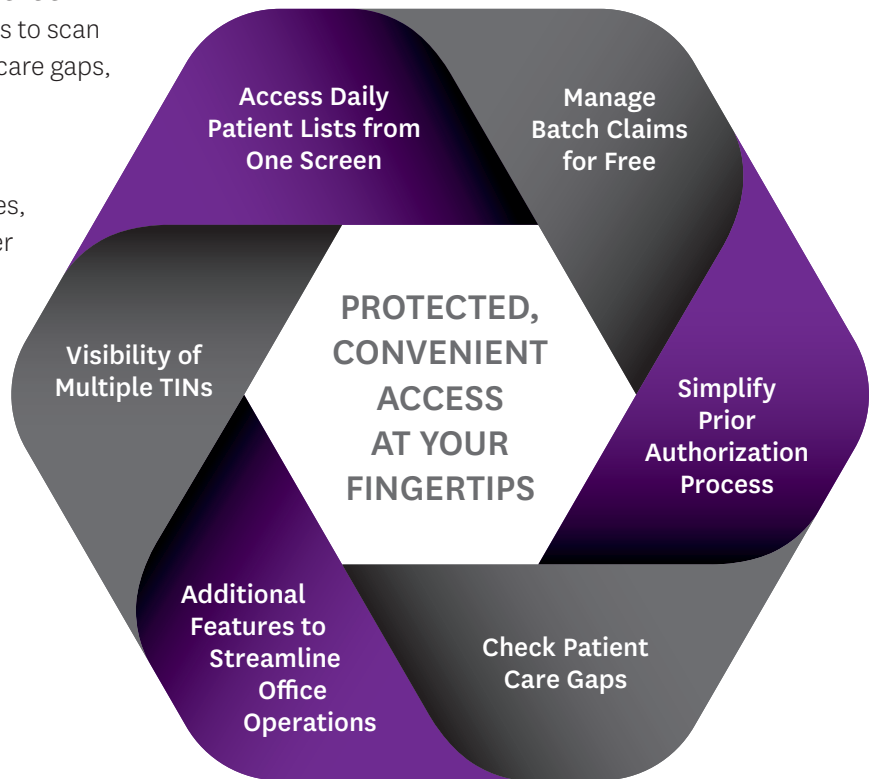 s to scan
care gaps,
es,
er
Access Daily
Patient Lists from
One Screen
Manage
Batch Claims
for Free
Visibility of
Multiple TINs
PROTECTED,
CONVENIENT
ACCESS
AT YOUR
FINGERTIPS
Simplify
Prior
Authorization
Process
Additional
Features to
Streamline
Office
Operations
Check Patient
Care Gaps